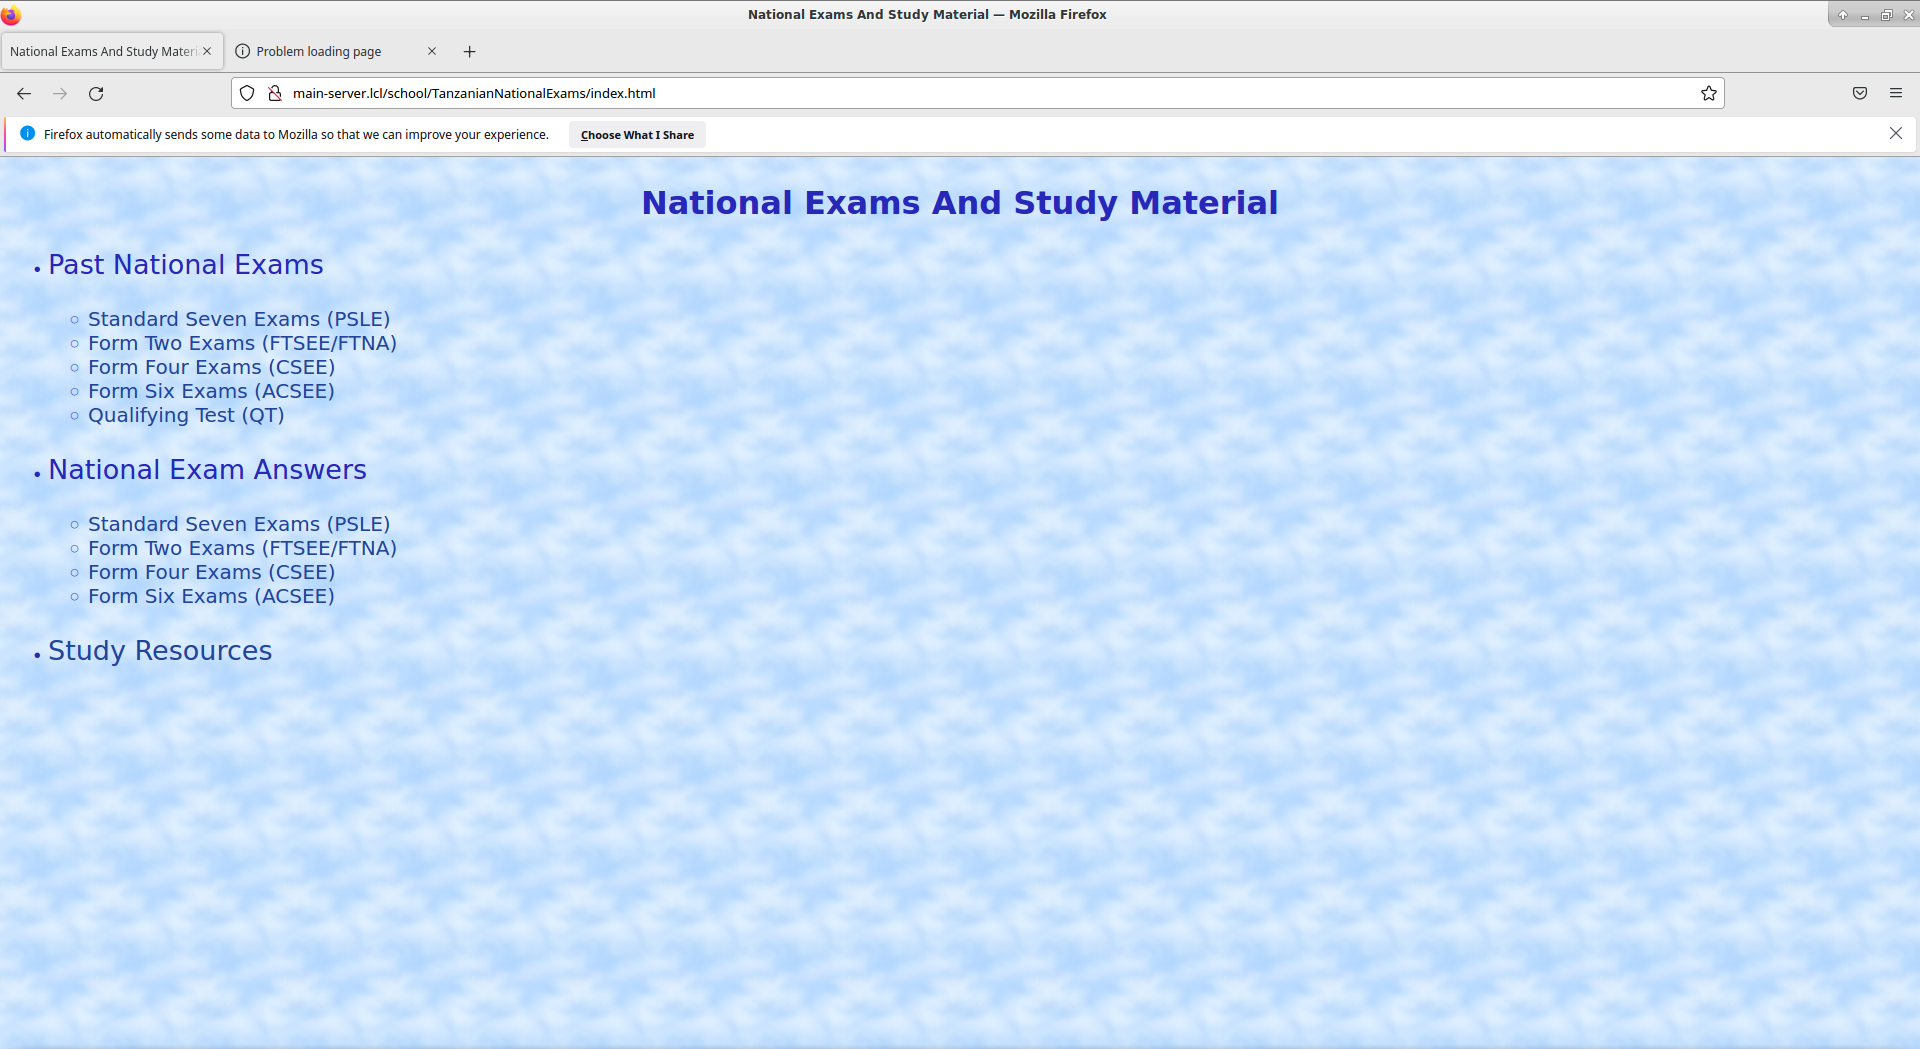 National Exams And Study Material — Mozilla Firefox
National Exams And Study Materi
Problem loading page
main-server.lcl/school/TanzanianNationalExams/index.html
Firefox automatically sends some data to Mozilla so that we can improve your experience.
Choose What I Share
National Exams And Study Material
Past National Exams
Standard Seven Exams (PSLE)
Form Two Exams (FTSEE/FTNA)
Form Four Exams (CSEE)
Form Six Exams (ACSEE)
Qualifying Test (QT)
National Exam Answers
Standard Seven Exams (PSLE)
Form Two Exams (FTSEE/FTNA)
Form Four Exams (CSEE)
Form Six Exams (ACSEE)
Study Resources